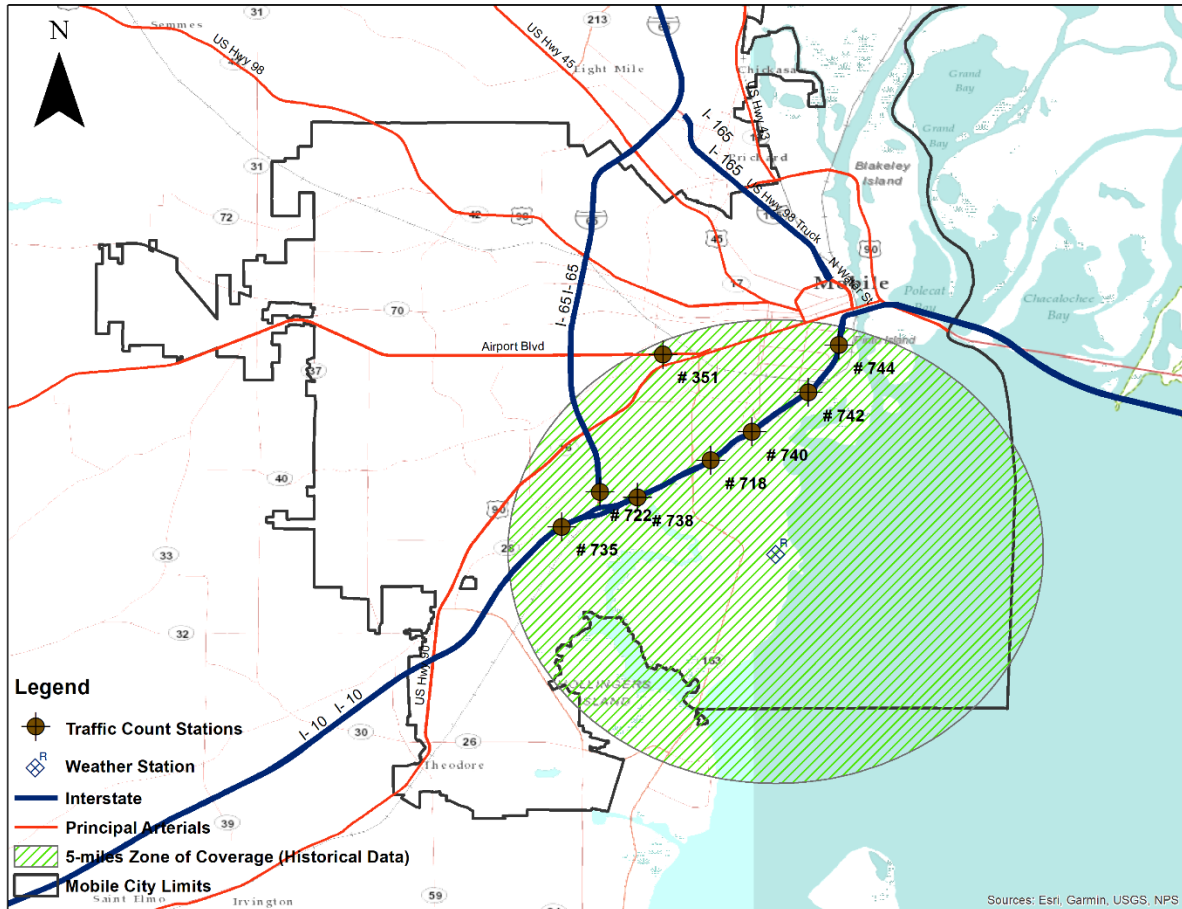 N
Semmes
31
US Hwy 98
US Hwy 45
213
65
Eight Mile
Chickasaw
US Hwy 43
Grand
Bay
Grand
Bay
I- 165
I- 165
Prichard
US Hwy 98 Truck
Blakeley
Island
31
72
42
98
65
165
45
90
17
N Water St
Mobile
Polecat
Bay
Chacaloochee
Bay
I- 65
I- 65
70
Airport Blvd
Pinto Island
37
# 351
# 744
# 742
# 740
# 718
16
40
90
# 722
# 738
# 735
28
33
R
32
163
HOLLINGERS
ISLAND
US Hwy 90
I- 10
I- 10
30
26
Theodore
39
59
Saint Elmo
Irvington
Legend
Traffic Count Stations
R
Weather Station
Interstate
Principal Arterials
5-miles Zone of Coverage (Historical Data)
Mobile City Limits
Sources: Esri, Garmin, USGS, NPS